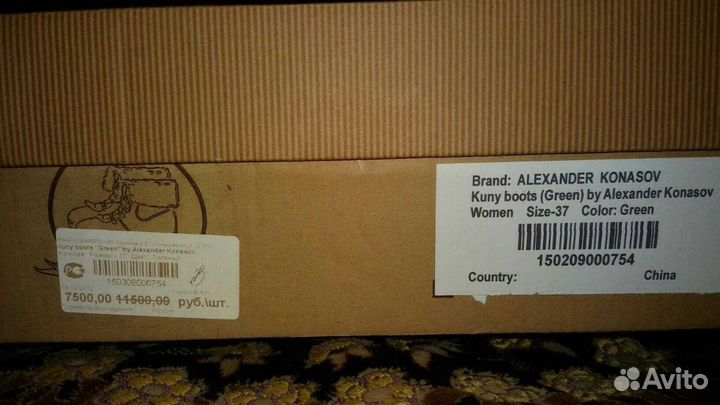 Kuny boots "Green" by Alexander Konasov
150309000754
7500,00 11500,00 руб.\шт.
Brand: ALEXANDER KONASOV
Kuny boots (Green) by Alexander Konasov
Women Size-37 Color: Green
150209000754
Country: China
Avito